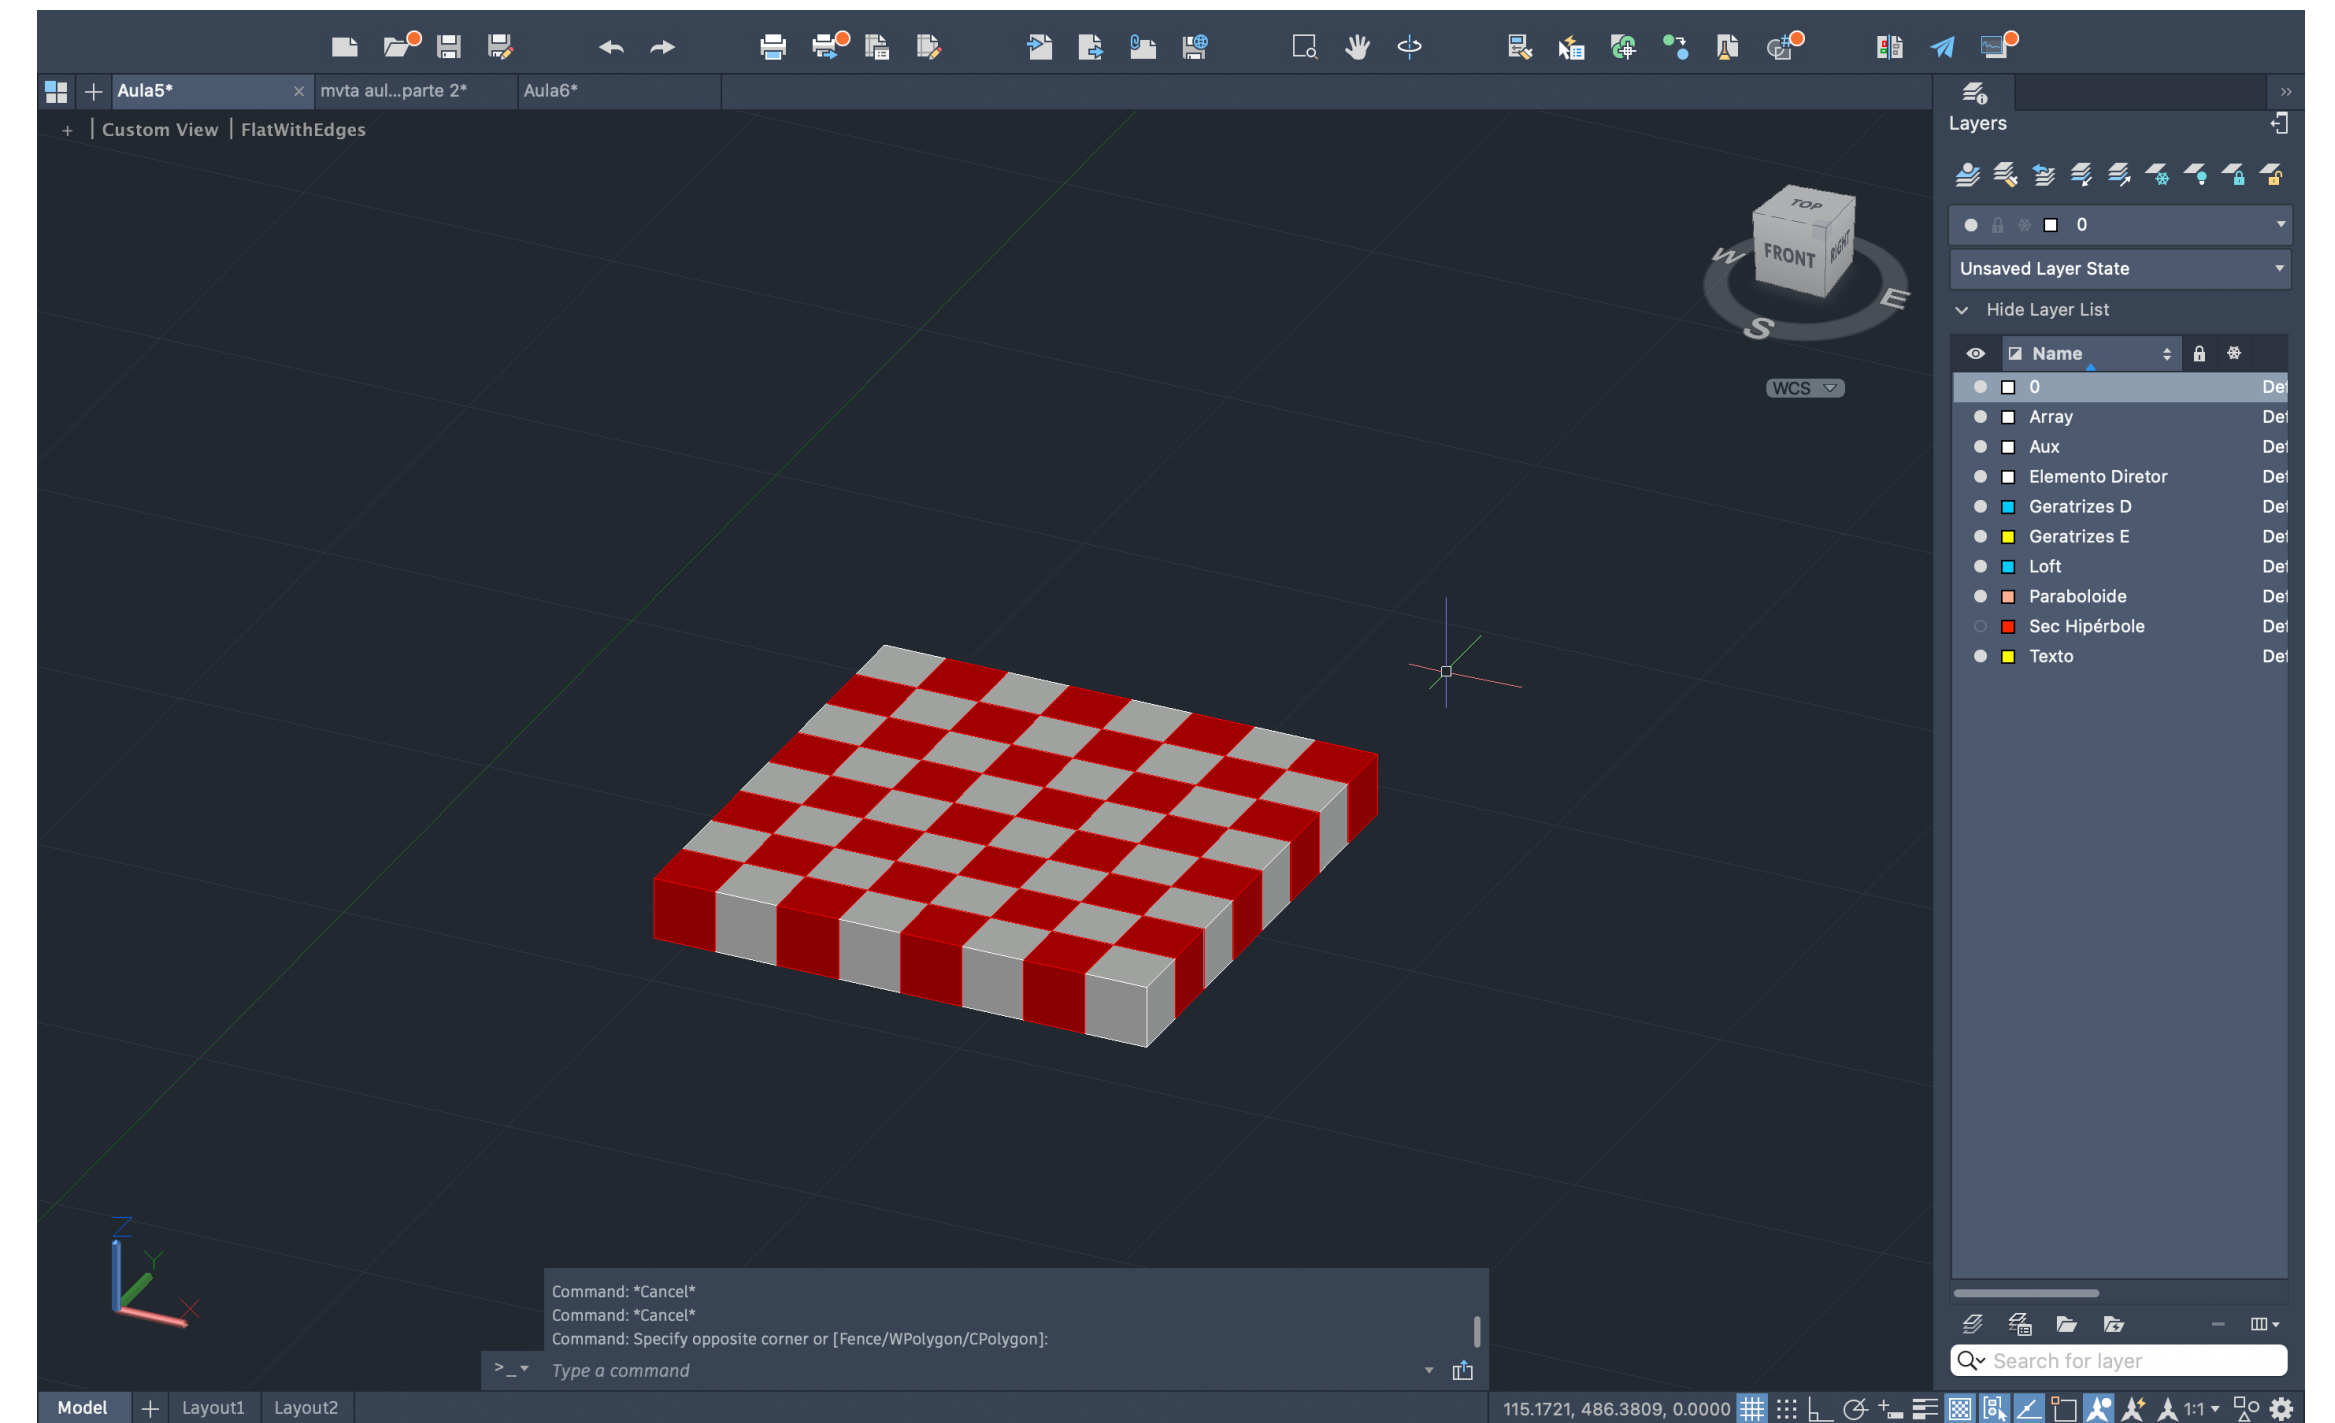 Aula5*
mvta aul...parte 2*
Aula6*
Custom View
FlatWithEdges
TOP
FRONT
RIGHT
W
S
E
WCS
Z
Y
X
Layers
0
Unsaved Layer State
Hide Layer List
Name
0
Array
Aux
Elemento Diretor
Geratrizes D
Geratrizes E
Loft
Paraboloide
Sec Hipérbole
Texto
Search for layer
Command: *Cancel*
Command: *Cancel*
Command: Specify opposite corner or [Fence/WPolygon/CPolygon]:
>_ Type a command
Model
Layout1
Layout2
115.1721, 486.3809, 0.0000
1:1